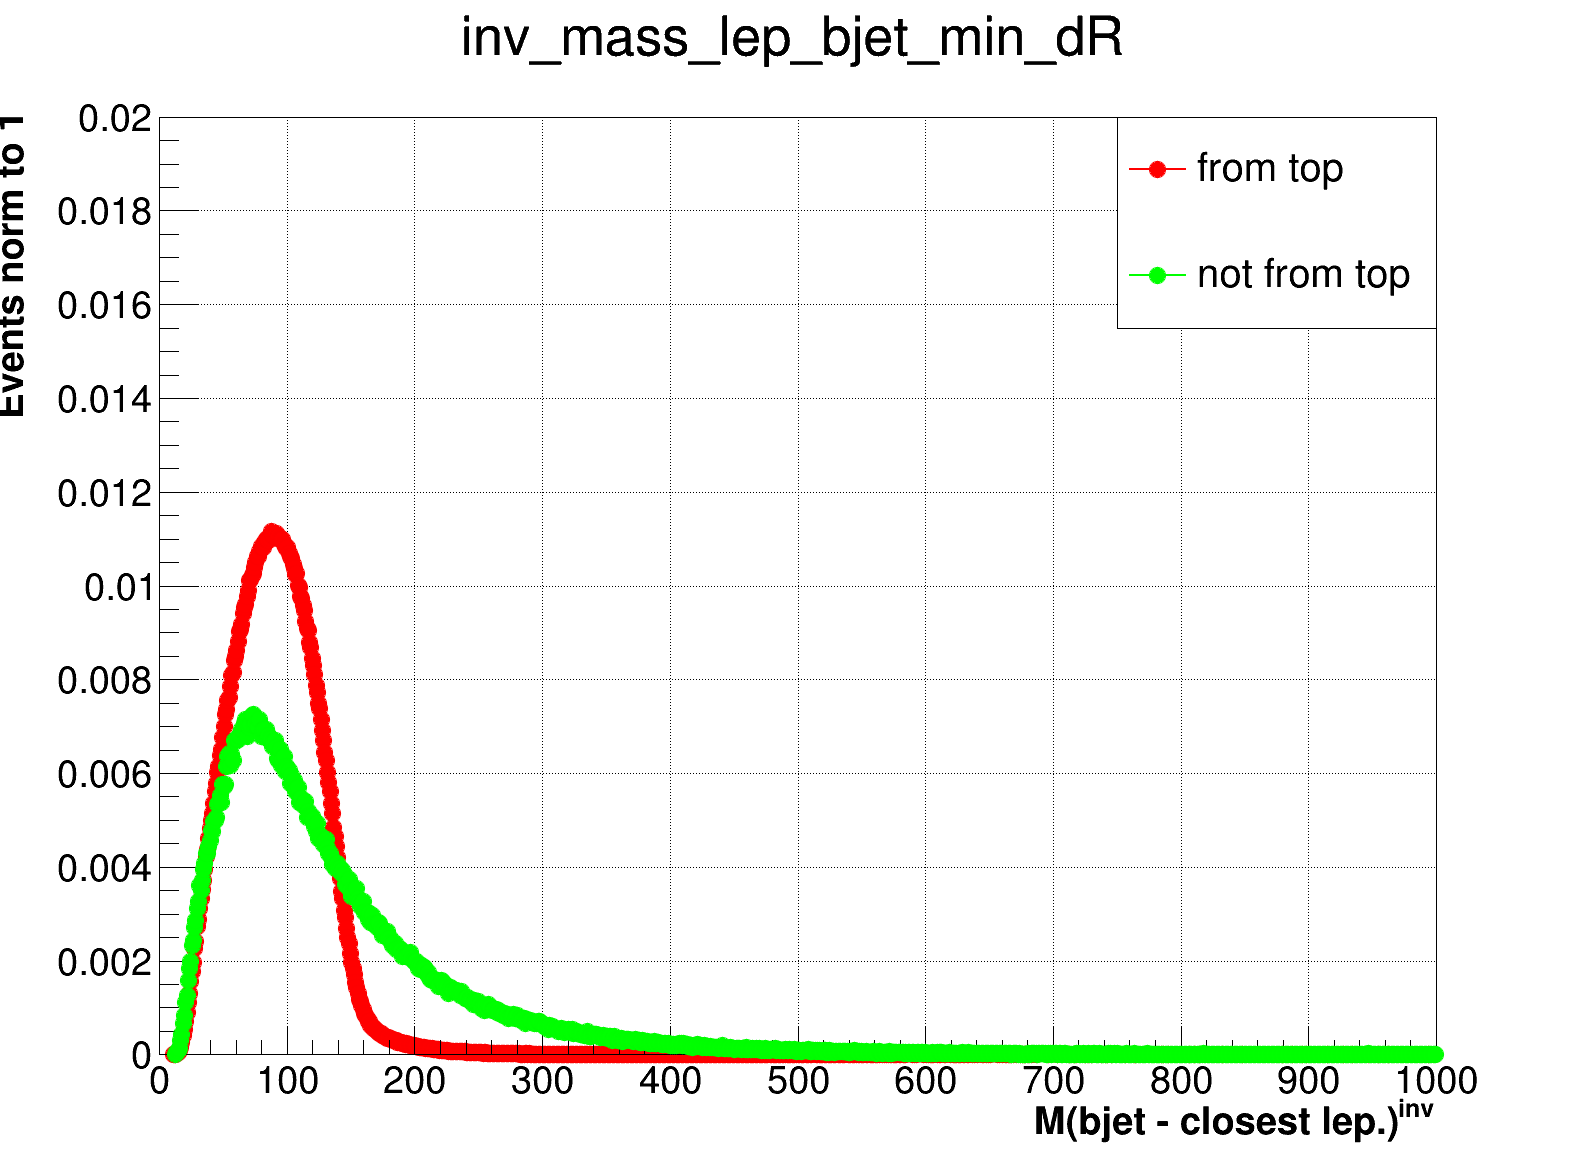 inv_mass_lep_bjet_min_dR
Events norm to 1
0.02
0.018
0.016
0.014
0.012
0.01
0.008
0.006
0.004
0.002
0
from top
not from top
0 100 200 300 400 500 600 700 800 900 1000
M(bjet - closest lep.)^inv